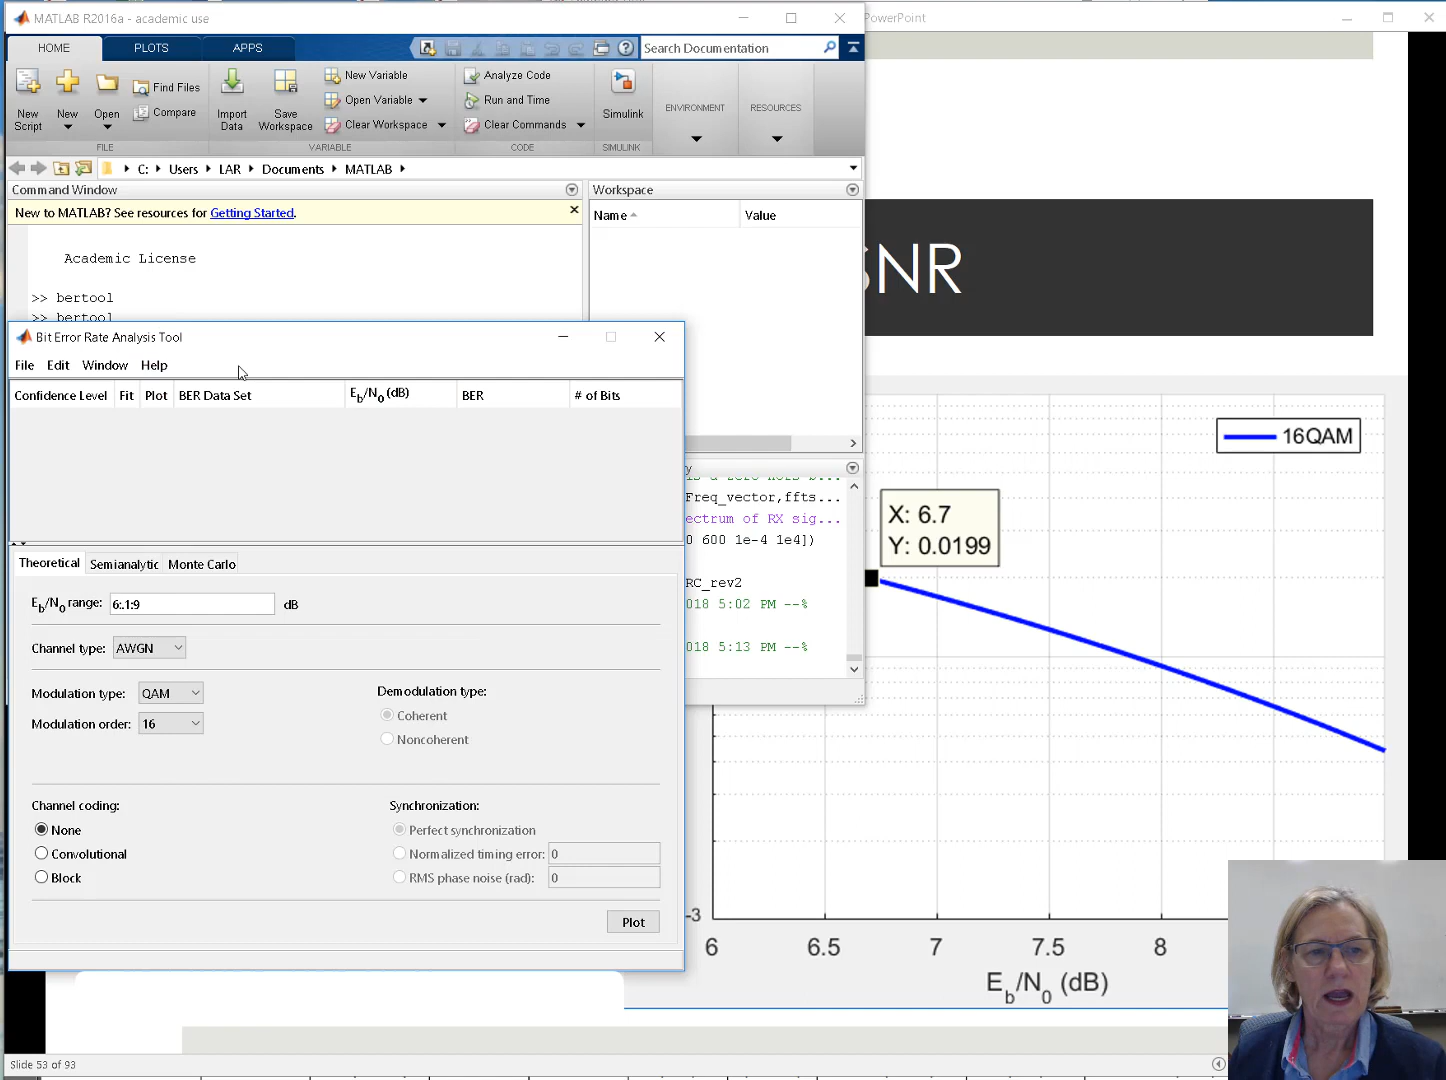 MATLAB R2016a - academic use
PowerPoint
HOME
PLOTS
APPS
Search Documentation
New Script
New
Open
Find Files
Compare
FILE
Import Data
Save Workspace
New Variable
Open Variable
Clear Workspace
VARIABLE
Analyze Code
Run and Time
Clear Commands
CODE
Simulink
SIMULINK
ENVIRONMENT
RESOURCES
C: Users LAR Documents MATLAB
Command Window
Workspace
New to MATLAB? See resources for Getting Started.
Name
Value
Academic License
>> bertool
>> bertool
SNR
Bit Error Rate Analysis Tool
File Edit Window Help
Confidence Level
Fit
Plot
BER Data Set
Eb/N0 (dB)
BER
# of Bits
y
Freq_vector,ffts...
ectrum of RX sig...
0 600 1e-4 1e4])
RC_rev2
018 5:02 PM --%
018 5:13 PM --%
16QAM
X: 6.7
Y: 0.0199
Theoretical
Semianalytic
Monte Carlo
Eb/N0 range: 6:.1:9 dB
Channel type: AWGN
Modulation type: QAM
Modulation order: 16
Demodulation type:
Coherent
Noncoherent
Channel coding:
None
Convolutional
Block
Synchronization:
Perfect synchronization
Normalized timing error: 0
RMS phase noise (rad): 0
Plot
-3
6 6.5 7 7.5 8
Eb/N0 (dB)
Slide 53 of 93